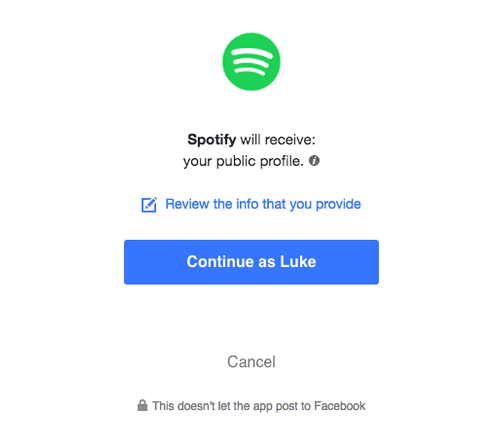 Spotify will receive:
your public profile.
Review the info that you provide
Continue as Luke
Cancel
This doesn't let the app post to Facebook